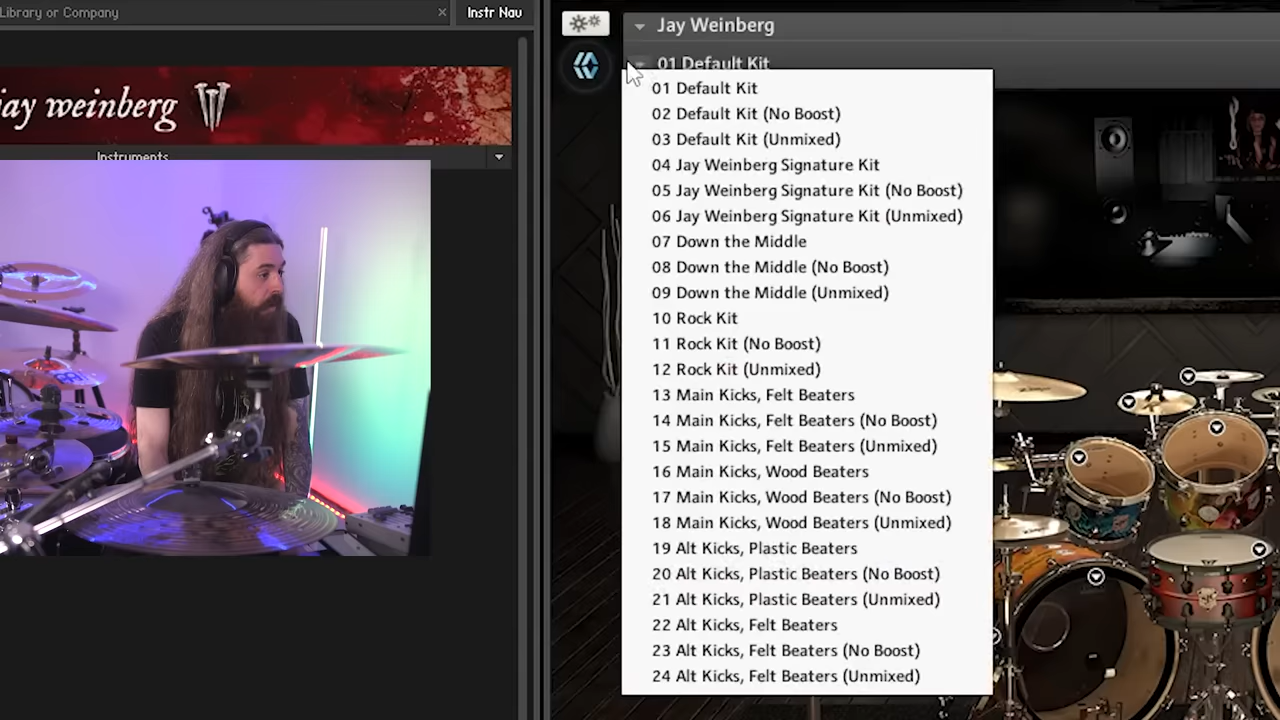 Library or Company
×
Instr Nav
jay weinberg
Instruments
Jay Weinberg
01 Default Kit
01 Default Kit
02 Default Kit (No Boost)
03 Default Kit (Unmixed)
04 Jay Weinberg Signature Kit
05 Jay Weinberg Signature Kit (No Boost)
06 Jay Weinberg Signature Kit (Unmixed)
07 Down the Middle
08 Down the Middle (No Boost)
09 Down the Middle (Unmixed)
10 Rock Kit
11 Rock Kit (No Boost)
12 Rock Kit (Unmixed)
13 Main Kicks, Felt Beaters
14 Main Kicks, Felt Beaters (No Boost)
15 Main Kicks, Felt Beaters (Unmixed)
16 Main Kicks, Wood Beaters
17 Main Kicks, Wood Beaters (No Boost)
18 Main Kicks, Wood Beaters (Unmixed)
19 Alt Kicks, Plastic Beaters
20 Alt Kicks, Plastic Beaters (No Boost)
21 Alt Kicks, Plastic Beaters (Unmixed)
22 Alt Kicks, Felt Beaters
23 Alt Kicks, Felt Beaters (No Boost)
24 Alt Kicks, Felt Beaters (Unmixed)